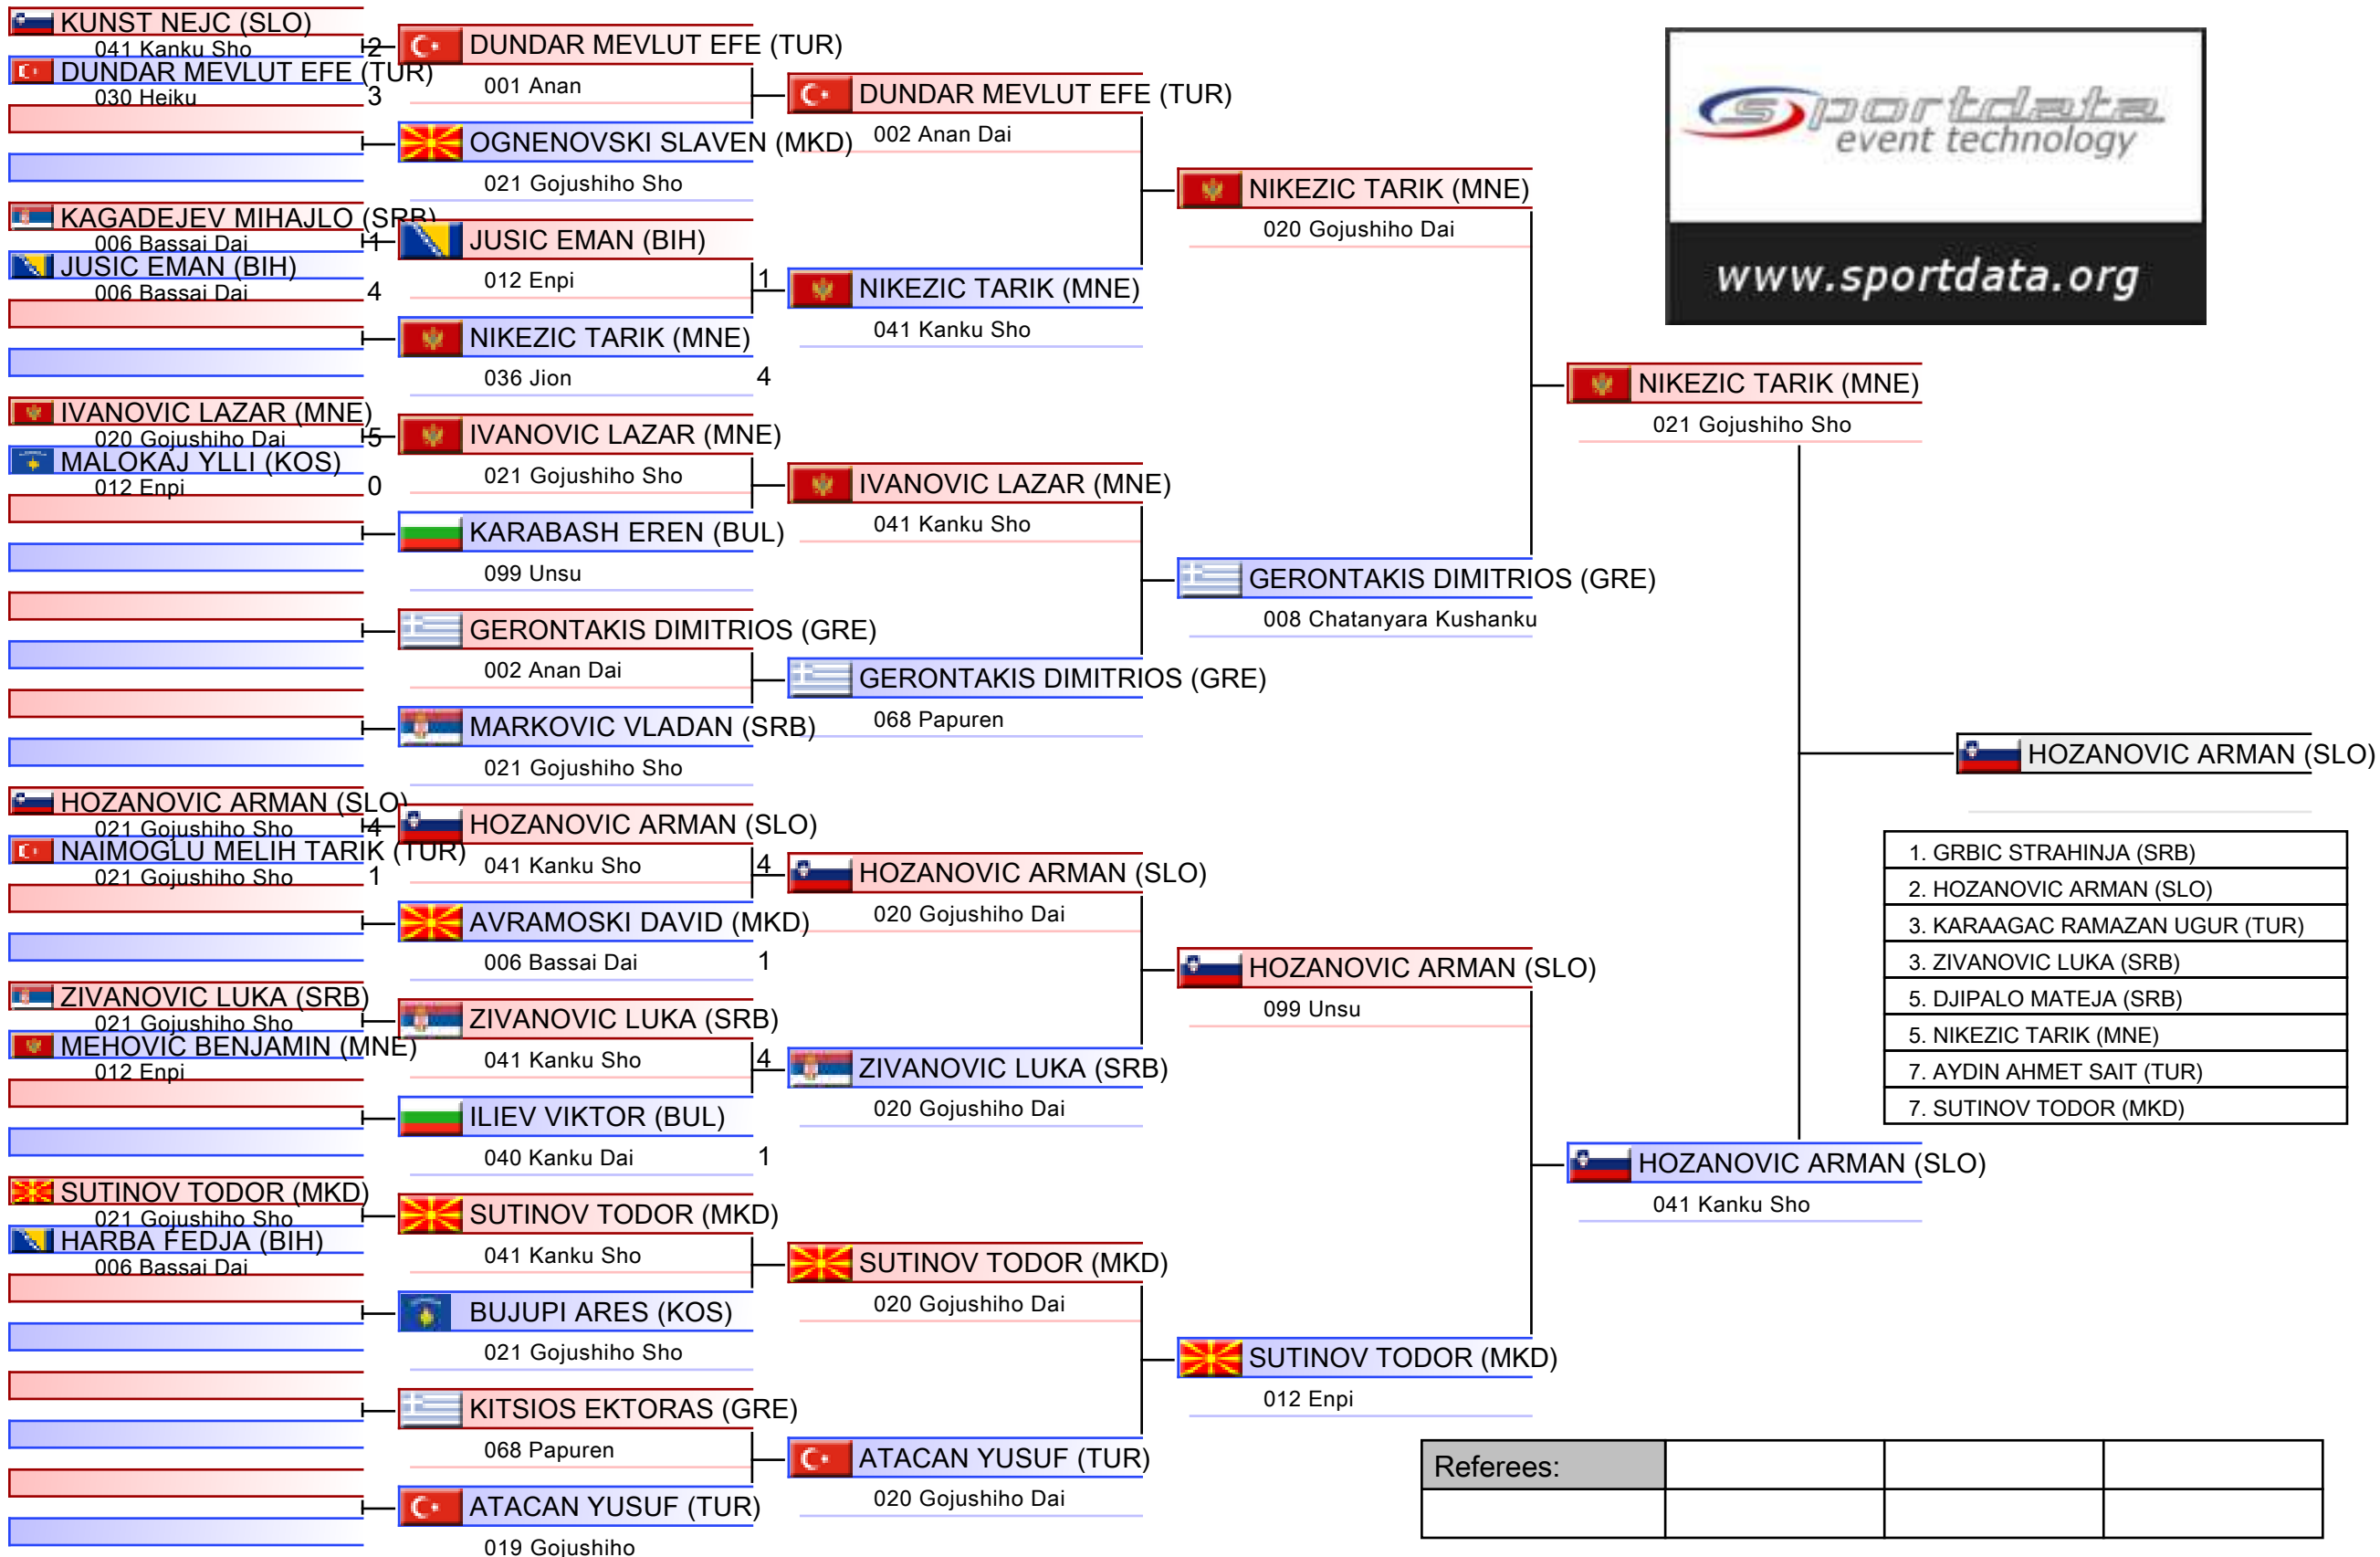 KUNST NEJC (SLO)
041 Kanku Sho
2
DUNDAR MEVLUT EFE (TUR)
030 Heiku
3
KAGADEJEV MIHAJLO (SRB)
006 Bassai Dai
1
JUSIC EMAN (BIH)
006 Bassai Dai
4
IVANOVIC LAZAR (MNE)
020 Gojushiho Dai
5
MALOKAJ YLLI (KOS)
012 Enpi
0
HOZANOVIC ARMAN (SLO)
021 Gojushiho Sho
4
NAIMOGLU MELIH TARIK (TUR)
021 Gojushiho Sho
1
ZIVANOVIC LUKA (SRB)
021 Gojushiho Sho
MEHOVIC BENJAMIN (MNE)
012 Enpi
SUTINOV TODOR (MKD)
021 Gojushiho Sho
HARBA FEDJA (BIH)
006 Bassai Dai
DUNDAR MEVLUT EFE (TUR)
001 Anan
OGNENOVSKI SLAVEN (MKD)
021 Gojushiho Sho
JUSIC EMAN (BIH)
012 Enpi
1
NIKEZIC TARIK (MNE)
036 Jion
4
IVANOVIC LAZAR (MNE)
021 Gojushiho Sho
KARABASH EREN (BUL)
099 Unsu
GERONTAKIS DIMITRIOS (GRE)
002 Anan Dai
MARKOVIC VLADAN (SRB)
021 Gojushiho Sho
HOZANOVIC ARMAN (SLO)
041 Kanku Sho
4
AVRAMOSKI DAVID (MKD)
006 Bassai Dai
1
ZIVANOVIC LUKA (SRB)
041 Kanku Sho
4
ILIEV VIKTOR (BUL)
040 Kanku Dai
1
SUTINOV TODOR (MKD)
041 Kanku Sho
BUJUPI ARES (KOS)
021 Gojushiho Sho
KITSIOS EKTORAS (GRE)
068 Papuren
ATACAN YUSUF (TUR)
019 Gojushiho
DUNDAR MEVLUT EFE (TUR)
002 Anan Dai
NIKEZIC TARIK (MNE)
041 Kanku Sho
IVANOVIC LAZAR (MNE)
041 Kanku Sho
GERONTAKIS DIMITRIOS (GRE)
068 Papuren
HOZANOVIC ARMAN (SLO)
020 Gojushiho Dai
ZIVANOVIC LUKA (SRB)
020 Gojushiho Dai
SUTINOV TODOR (MKD)
020 Gojushiho Dai
ATACAN YUSUF (TUR)
020 Gojushiho Dai
NIKEZIC TARIK (MNE)
020 Gojushiho Dai
GERONTAKIS DIMITRIOS (GRE)
008 Chatanyara Kushanku
HOZANOVIC ARMAN (SLO)
099 Unsu
SUTINOV TODOR (MKD)
012 Enpi
NIKEZIC TARIK (MNE)
021 Gojushiho Sho
HOZANOVIC ARMAN (SLO)
041 Kanku Sho
HOZANOVIC ARMAN (SLO)
sportdata
event technology
www.sportdata.org
1. GRBIC STRAHINJA (SRB)
2. HOZANOVIC ARMAN (SLO)
3. KARAAGAC RAMAZAN UGUR (TUR)
3. ZIVANOVIC LUKA (SRB)
5. DJIPALO MATEJA (SRB)
5. NIKEZIC TARIK (MNE)
7. AYDIN AHMET SAIT (TUR)
7. SUTINOV TODOR (MKD)
Referees: